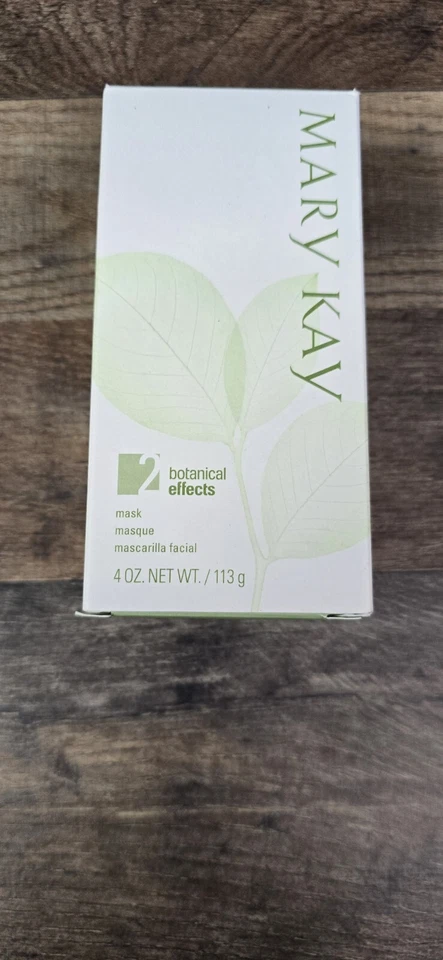 MARY KAY
2
botanical
effects
mask
masque
mascarilla facial
4 OZ. NET WT. / 113 g